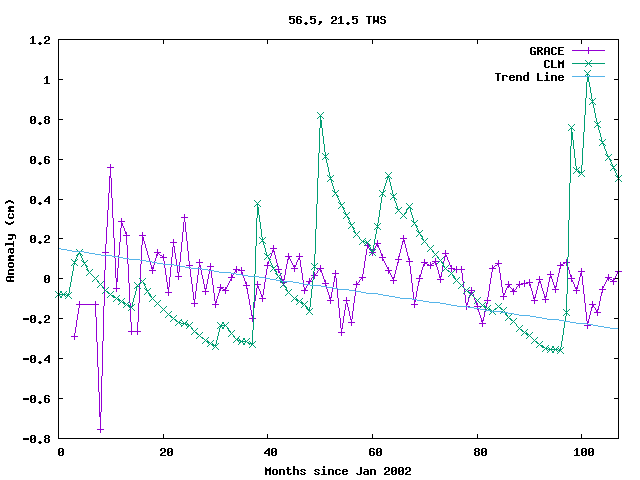 56.5, 21.5 TWS
GRACE
CLM
Trend Line
1.2
1
0.8
0.6
0.4
0.2
0
-0.2
-0.4
-0.6
-0.8
Anomaly (cm)
0 20 40 60 80 100
Months since Jan 2002